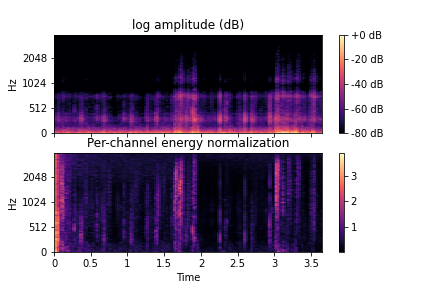 log amplitude (dB)
Hz
2048
1024
512
0
+0 dB
-20 dB
-40 dB
-60 dB
-80 dB
Per-channel energy normalization
Hz
2048
1024
512
0
3
2
1
0 0.5 1 1.5 2 2.5 3 3.5
Time